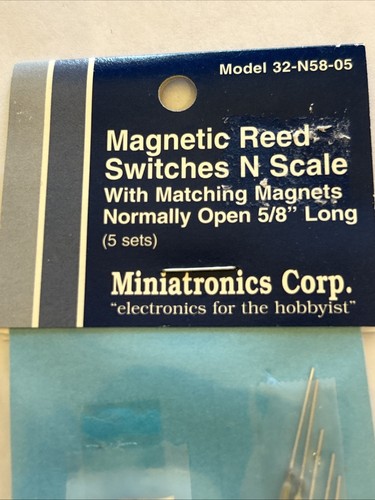 Model 32-N58-05
Magnetic Reed
Switches N Scale
With Matching Magnets
Normally Open 5/8” Long
(5 sets)
Miniatronics Corp.
“electronics for the hobbyist”